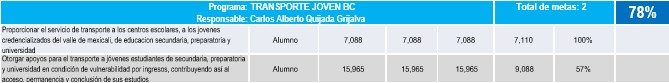 Programa: TRANSPORTE JOVEN BC Total de metas: 2 78%
Responsable: Carlos Alberto Quijada Grijalva
Proporcionar el servicio de transporte a los centros escolares, a los jóvenes
credencializados del valle de mexicali, de educacion secundaria, preparatoria y
universidad
Alumno 7,088 7,088 7,088 7,110 100%
Otorgar apoyos para el transporte a jóvenes estudiantes de secundaria, preparatoria
y universidad en condición de vulnerabilidad por ingresos, contribuyendo así al
acceso, permanencia y conclusión de sus estudios
Alumno 15,965 15,965 15,965 9,088 57%